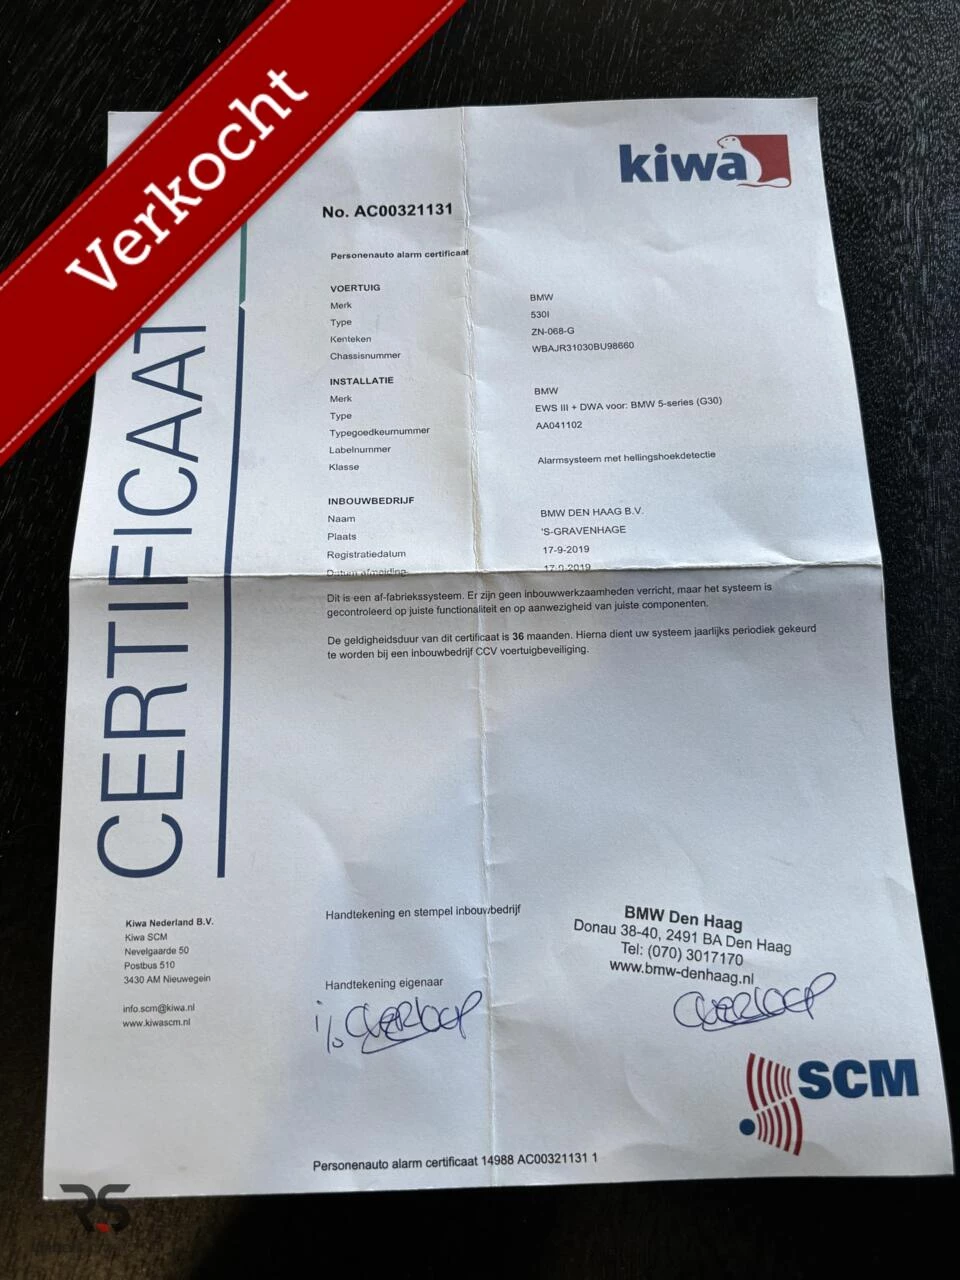 Verkocht
kiwa
No. AC00321131
Personenauto alarm certificaat
CERTIFICAAT
VOERTUIG
Merk BMW
Type 530I
Kenteken ZN-068-G
Chassisnummer WBAJR31030BU98660
INSTALLATIE
Merk BMW
Type EWS III + DWA voor: BMW 5-series (G30)
Typegoedkeurnummer AA041102
Labelnummer
Klasse Alarmsysteem met hellingshoekdetectie
INBOUWBEDRIJF
Naam BMW DEN HAAG B.V.
Plaats 'S-GRAVENHAGE
Registratiedatum 17-9-2019
Datum afmelding 17-9-2019
Dit is een af-fabriekssysteem. Er zijn geen inbouwwerkzaamheden verricht, maar het systeem is
gecontroleerd op juiste functionaliteit en op aanwezigheid van juiste componenten.
De geldigheidsduur van dit certificaat is 36 maanden. Hierna dient uw systeem jaarlijks periodiek gekeurd
te worden bij een inbouwbedrijf CCV voertuigbeveiliging.
Kiwa Nederland B.V.
Kiwa SCM
Nevelgaarde 50
Postbus 510
3430 AM Nieuwegein
info.scm@kiwa.nl
www.kiwascm.nl
Handtekening en stempel inbouwbedrijf
BMW Den Haag
Donau 38-40, 2491 BA Den Haag
Tel: (070) 3017170
www.bmw-denhaag.nl
Handtekening eigenaar
SCM
Personenauto alarm certificaat 14988 AC00321131 1
RS